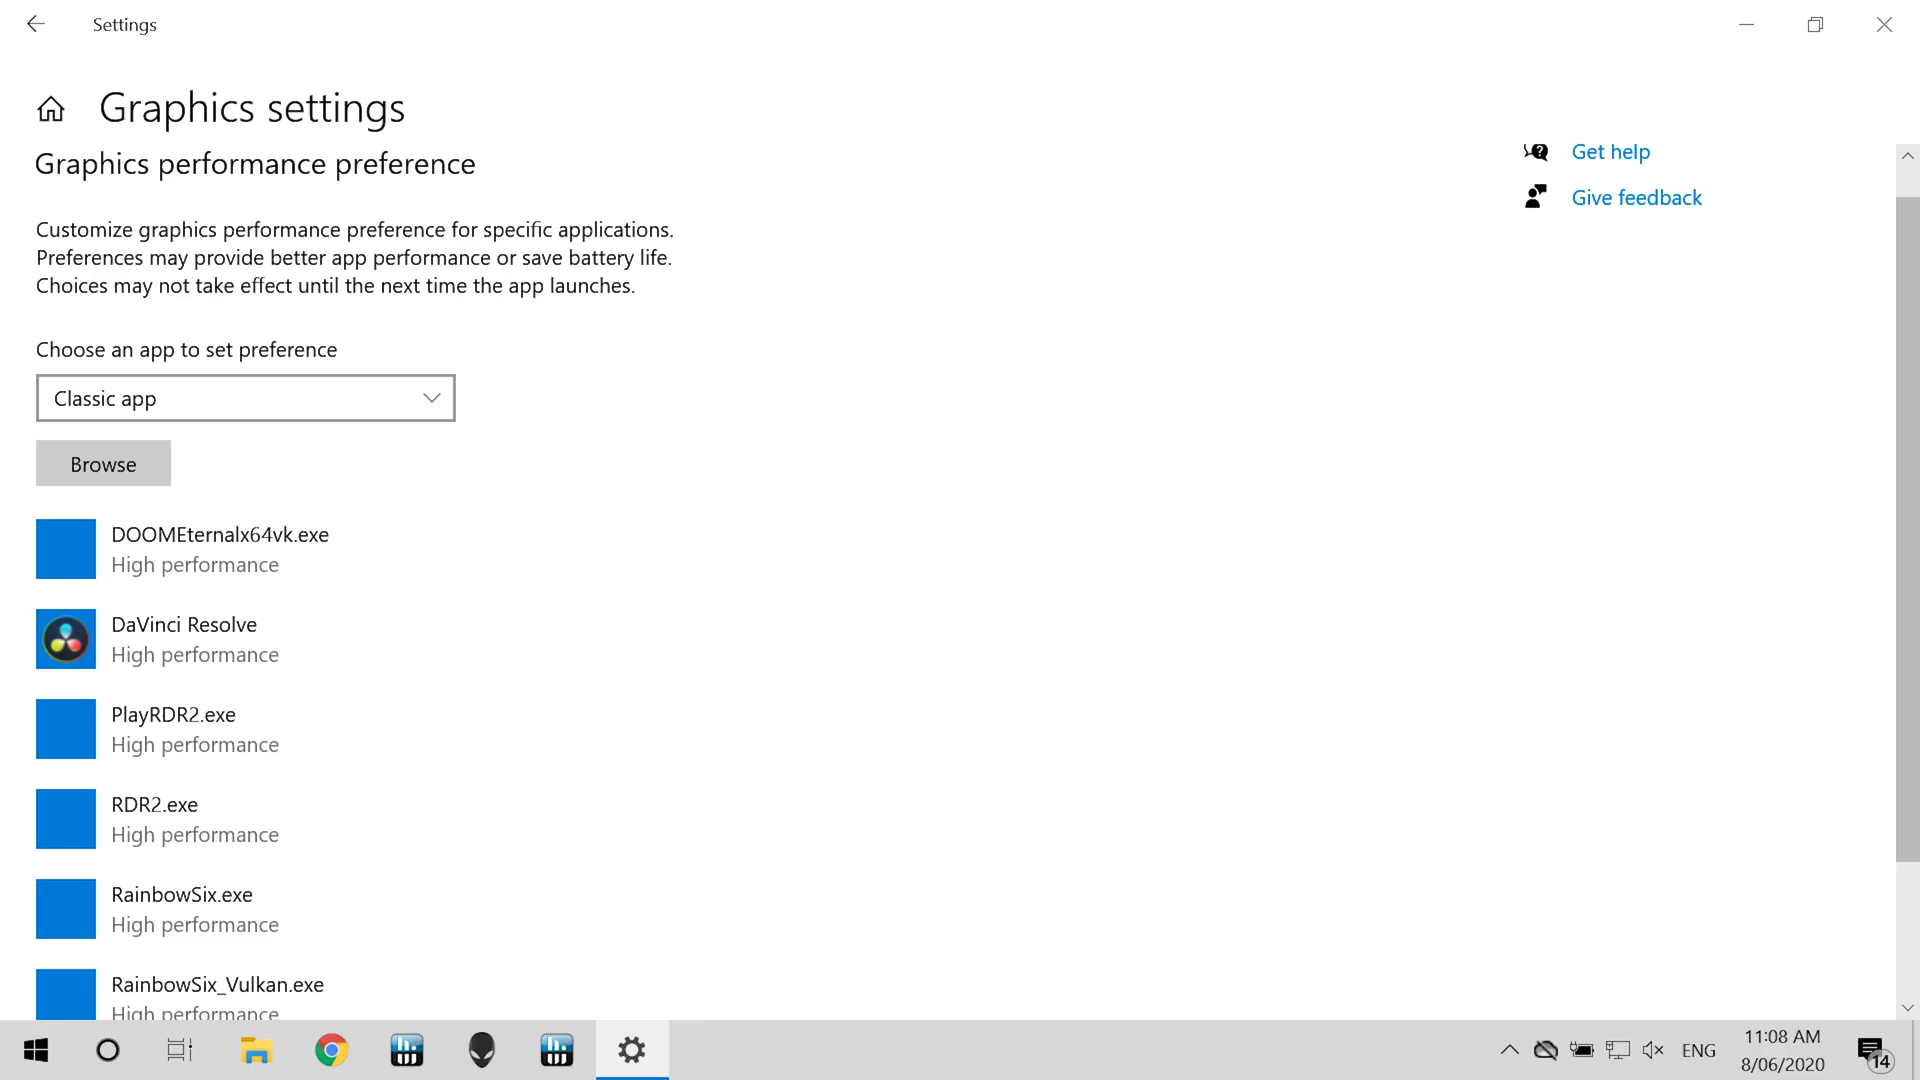 Settings
Graphics settings
Graphics performance preference
Get help
Give feedback
Customize graphics performance preference for specific applications.
Preferences may provide better app performance or save battery life.
Choices may not take effect until the next time the app launches.
Choose an app to set preference
Classic app
Browse
DOOMEternalx64vk.exe
High performance
DaVinci Resolve
High performance
PlayRDR2.exe
High performance
RDR2.exe
High performance
RainbowSix.exe
High performance
RainbowSix_Vulkan.exe
High performance
ENG
11:08 AM
8/06/2020
14